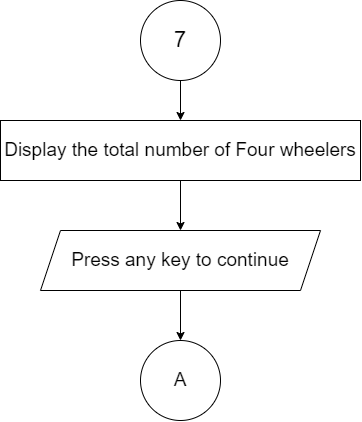 7
Display the total number of Four wheelers
Press any key to continue
A